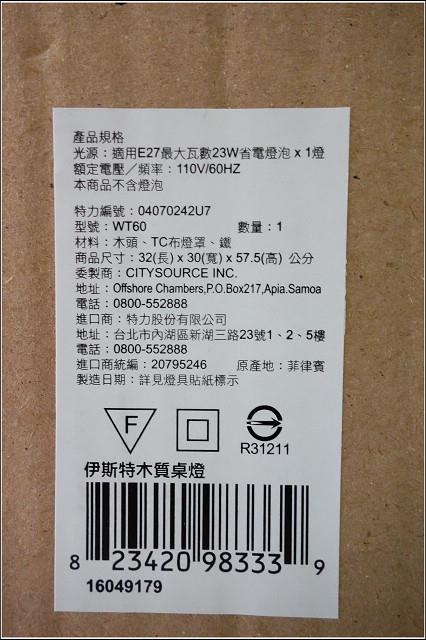 產品規格
光源：適用E27最大瓦數23W省電燈泡 x 1燈
額定電壓／頻率：110V/60HZ
本商品不含燈泡
特力編號：04070242U7
型號：WT60 數量：1
材料：木頭、TC布燈罩、鐵
商品尺寸：32(長) x 30(寬) x 57.5(高) 公分
委製商：CITYSOURCE INC.
地址：Offshore Chambers,P.O.Box217,Apia.Samoa
電話：0800-552888
進口商：特力股份有限公司
地址：台北市內湖區新湖三路23號1、2、5樓
電話：0800-552888
進口商統編：20795246 原產地：菲律賓
製造日期：詳見燈具貼紙標示
F
R31211
伊斯特木質桌燈
8 23420 98333 9
16049179